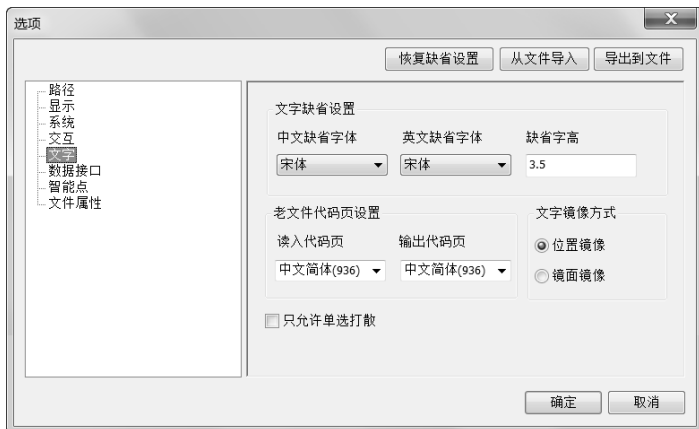 选项
恢复缺省设置 从文件导入 导出到文件
路径
显示
系统
交互
文字
数据接口
智能点
文件属性
文字缺省设置
中文缺省字体 英文缺省字体 缺省字高
宋体 宋体 3.5
老文件代码页设置 文字镜像方式
读入代码页 输出代码页 位置镜像
中文简体(936) 中文简体(936) 镜面镜像
只允许单选打散
确定 取消